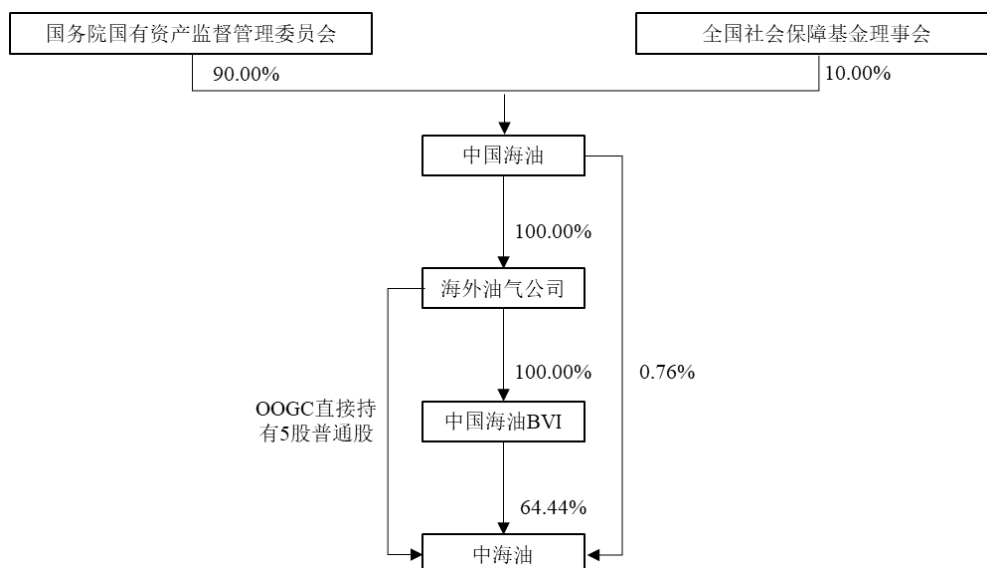 国务院国有资产监督管理委员会
全国社会保障基金理事会
90.00%
10.00%
中国海油
100.00%
海外油气公司
100.00%
0.76%
OOGC直接持
有5股普通股
中国海油BVI
64.44%
中海油